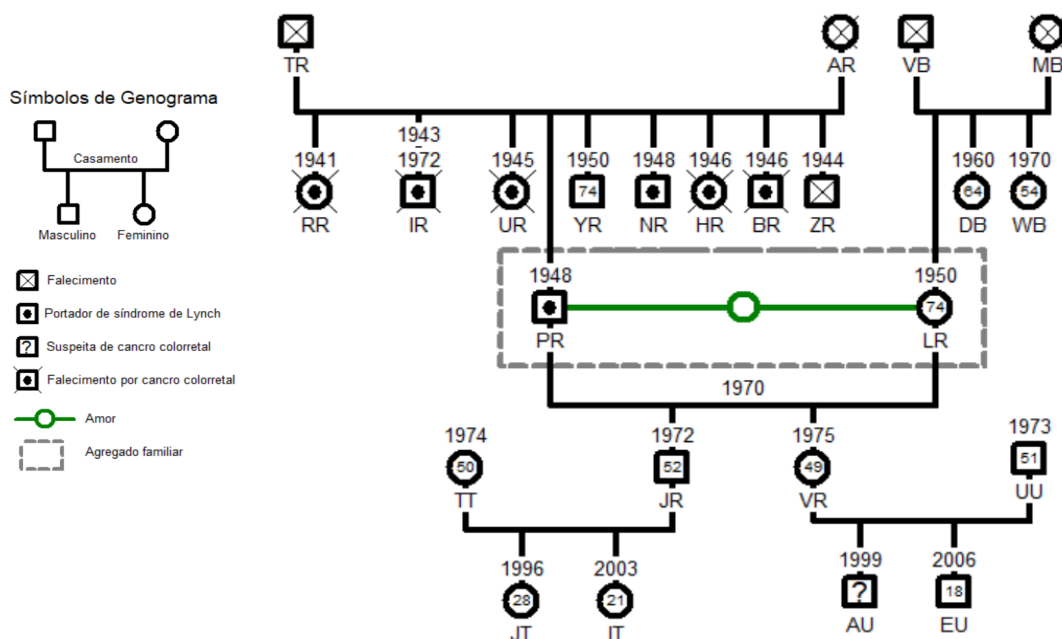 TR AR VB MB
Símbolos de Genograma
Casamento
Masculino Feminino
Falecimento
Portador de síndrome de Lynch
? Suspeita de cancro colorretal
Falecimento por cancro colorretal
Amor
Agregado familiar
1943
1941 1972 1945 1950 1948 1946 1946 1944 1960 1970
74 64 54
RR IR UR YR NR HR BR ZR DB WB
1948 1950
74
PR LR
1970
1974 1972 1975 1973
50 52 49 51
TT JR VR UU
1996 2003 1999 2006
28 21 ? 18
JT IT AU EU